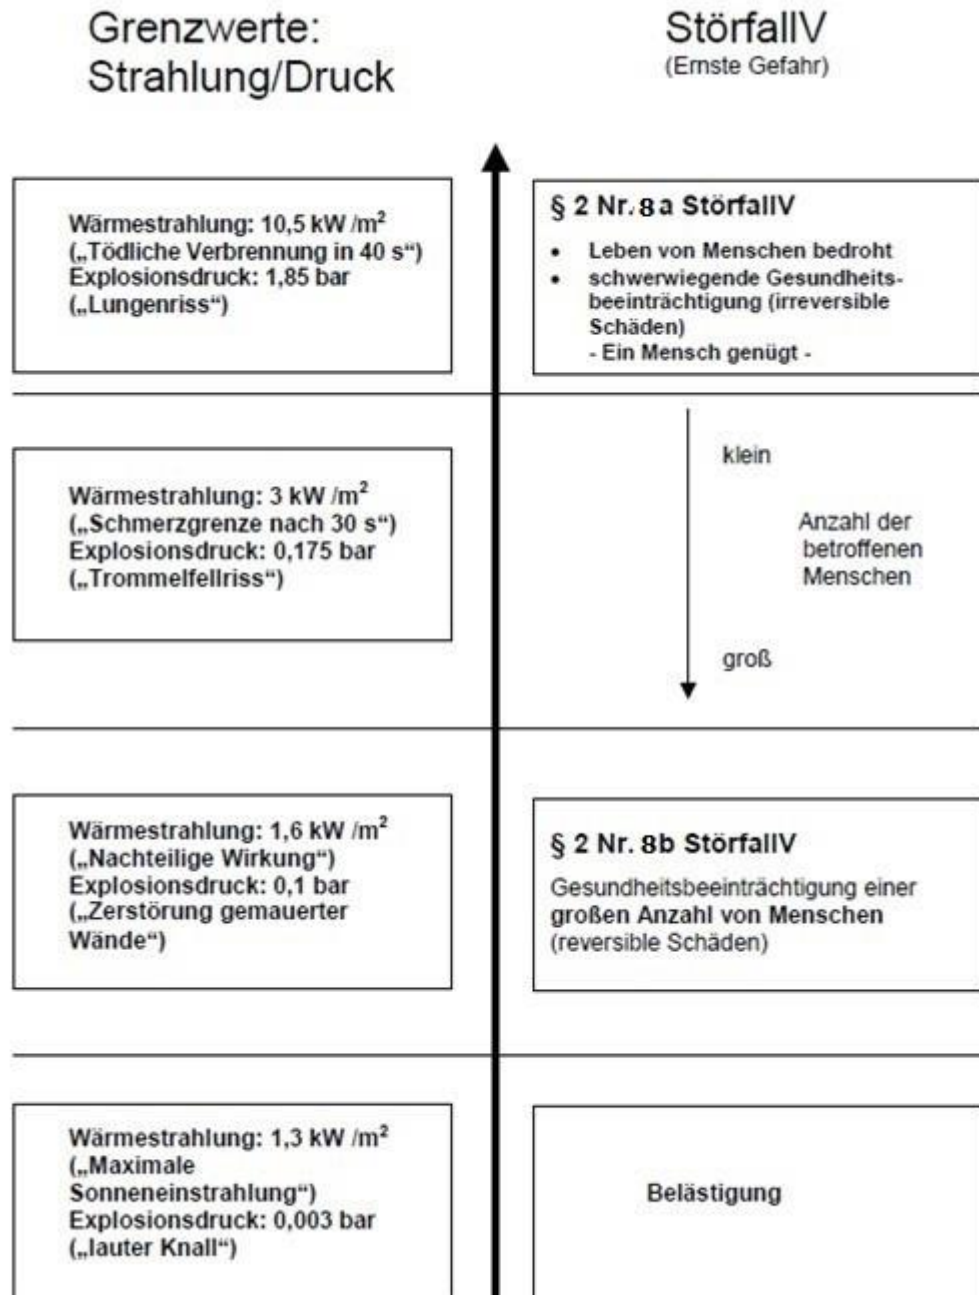 Grenzwerte:
Strahlung/Druck
StörfallV
(Ernste Gefahr)
Wärmestrahlung: 10,5 kW /m²
(„Tödliche Verbrennung in 40 s“)
Explosionsdruck: 1,85 bar
(„Lungenriss“)
§ 2 Nr. 8a StörfallV
• Leben von Menschen bedroht
• schwerwiegende Gesundheits-
beeinträchtigung (irreversible
Schäden)
- Ein Mensch genügt -
Wärmestrahlung: 3 kW /m²
(„Schmerzgrenze nach 30 s“)
Explosionsdruck: 0,175 bar
(„Trommelfellriss“)
klein
Anzahl der
betroffenen
Menschen
groß
Wärmestrahlung: 1,6 kW /m²
(„Nachteilige Wirkung“)
Explosionsdruck: 0,1 bar
(„Zerstörung gemauerter
Wände“)
§ 2 Nr. 8b StörfallV
Gesundheitsbeeinträchtigung einer
großen Anzahl von Menschen
(reversible Schäden)
Wärmestrahlung: 1,3 kW /m²
(„Maximale
Sonneneinstrahlung“)
Explosionsdruck: 0,003 bar
(„lauter Knall“)
Belästigung